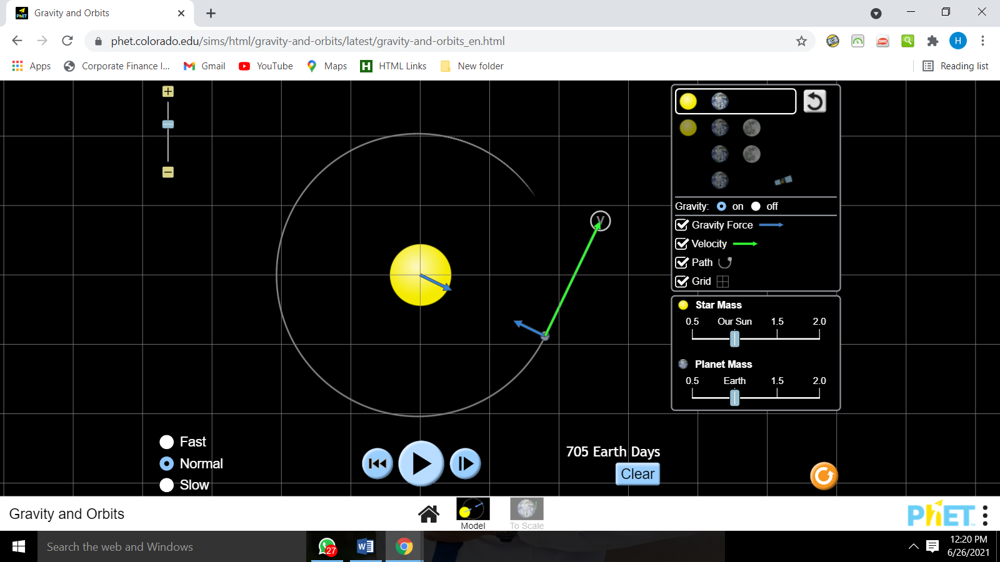 Gravity and Orbits
phet.colorado.edu/sims/html/gravity-and-orbits/latest/gravity-and-orbits_en.html
H
Apps Corporate Finance I... Gmail YouTube Maps HTML Links New folder Reading list
Gravity: on off
Gravity Force
V
Velocity
Path
Grid
Star Mass
0.5 Our Sun 1.5 2.0
Planet Mass
0.5 Earth 1.5 2.0
Fast
Normal
Slow
705 Earth Days
Clear
Gravity and Orbits
Model
To Scale
PhET
Search the web and Windows
27
12:20 PM
6/26/2021